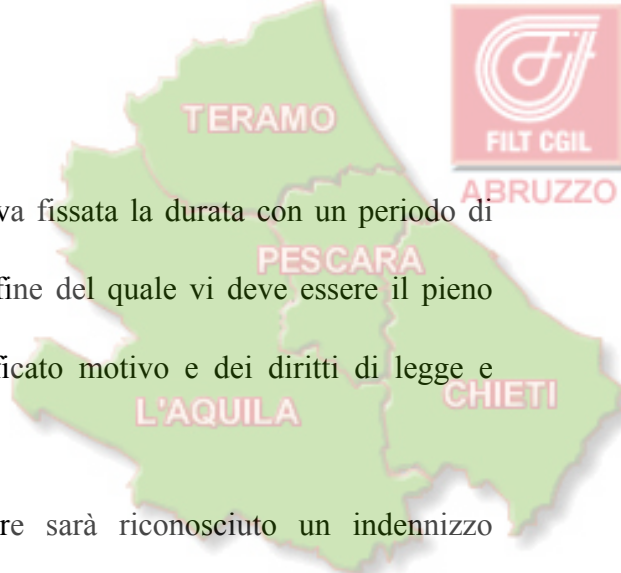 TERAMO
FILT CGIL
ABRUZZO
va fissata la durata con un periodo di
PESCARA
fine del quale vi deve essere il pieno
ficato motivo e dei diritti di legge e
CHIETI
L'AQUILA
re sarà riconosciuto un indennizzo